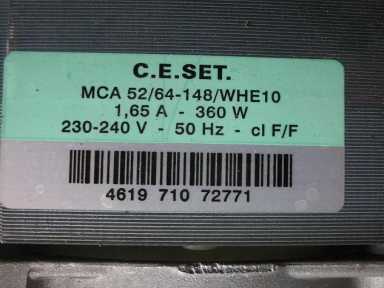 C.E.SET.
MCA 52/64-148/WHE10
1,65 A - 360 W
230-240 V - 50 Hz - cl F/F
4619 710 72771